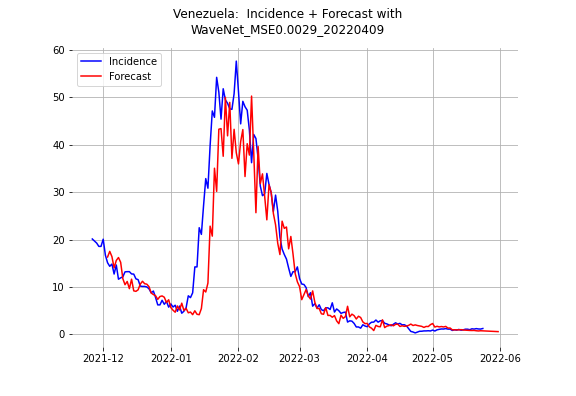 Venezuela:  Incidence + Forecast with
WaveNet_MSE0.0029_20220409
Incidence
Forecast
60
50
40
30
20
10
0
2021-12 2022-01 2022-02 2022-03 2022-04 2022-05 2022-06